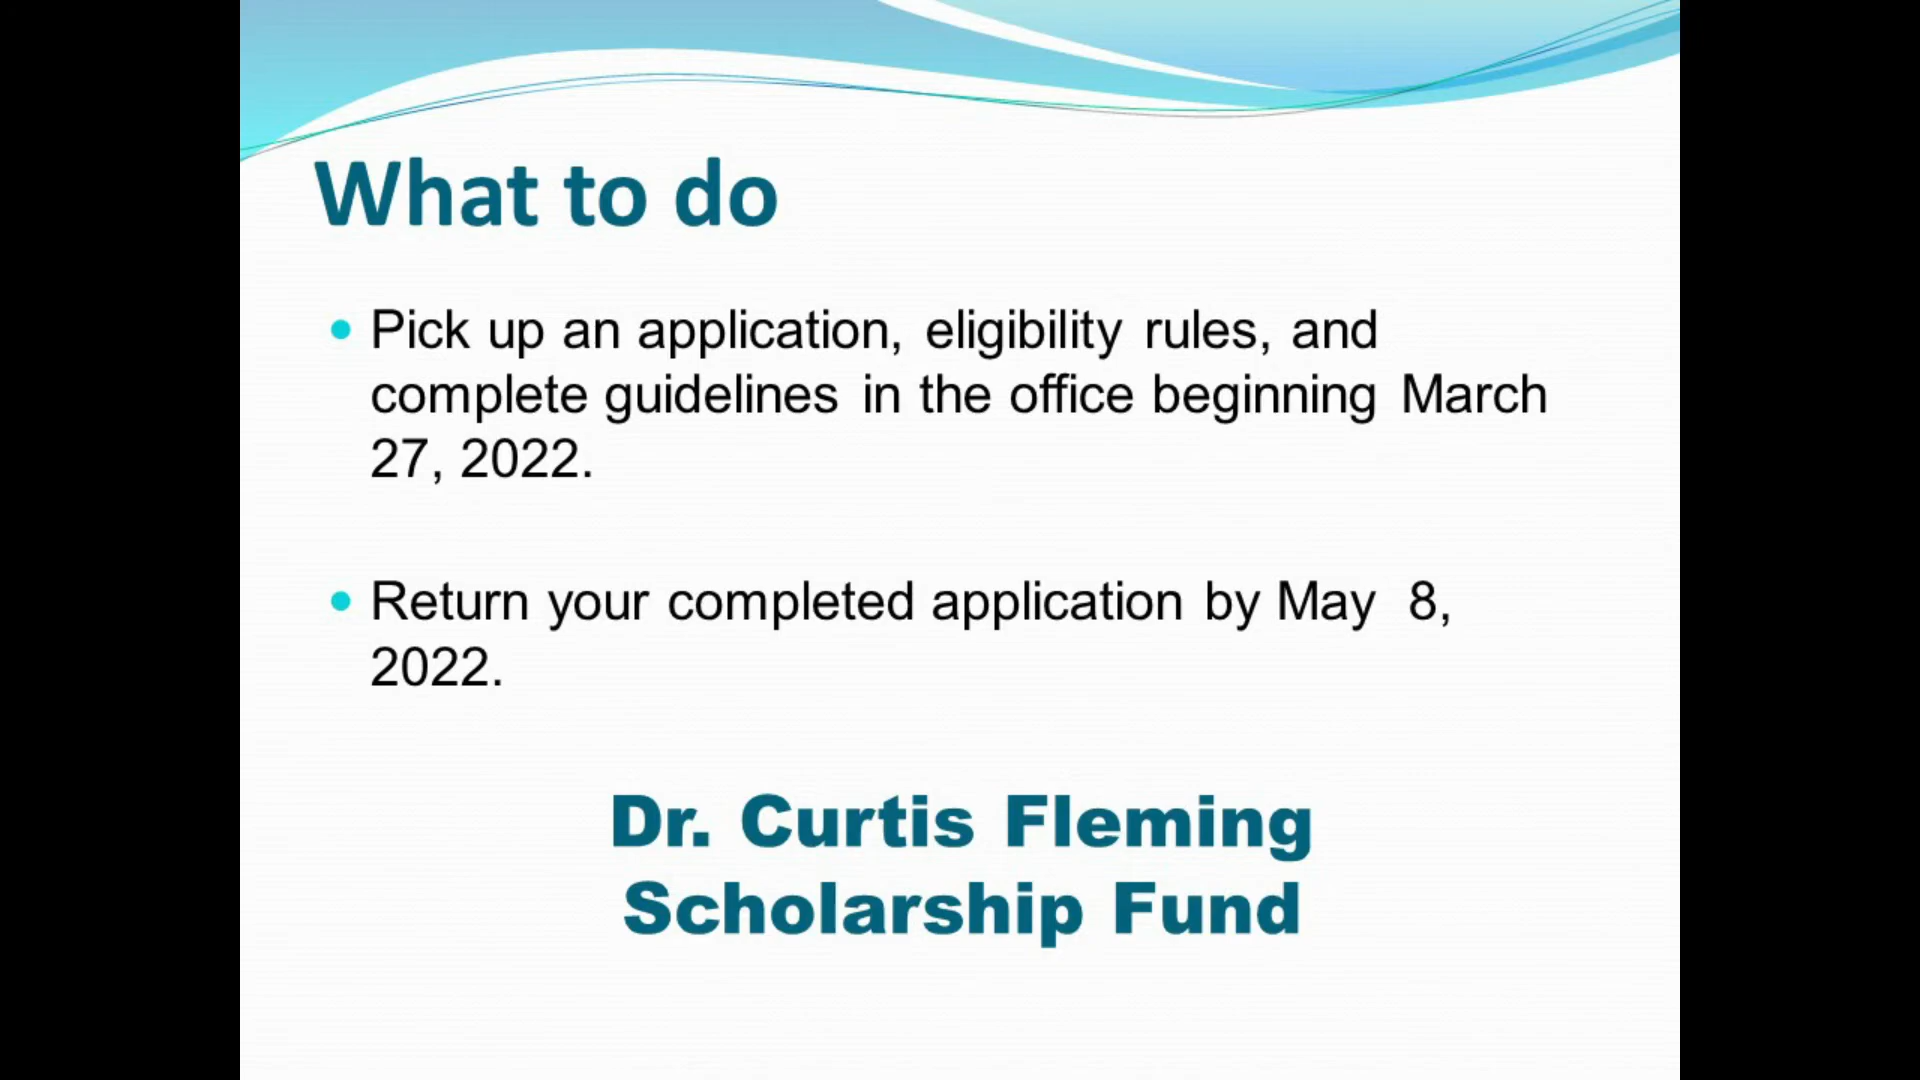 What to do
• Pick up an application, eligibility rules, and
complete guidelines in the office beginning March
27, 2022.
• Return your completed application by May 8,
2022.
Dr. Curtis Fleming
Scholarship Fund